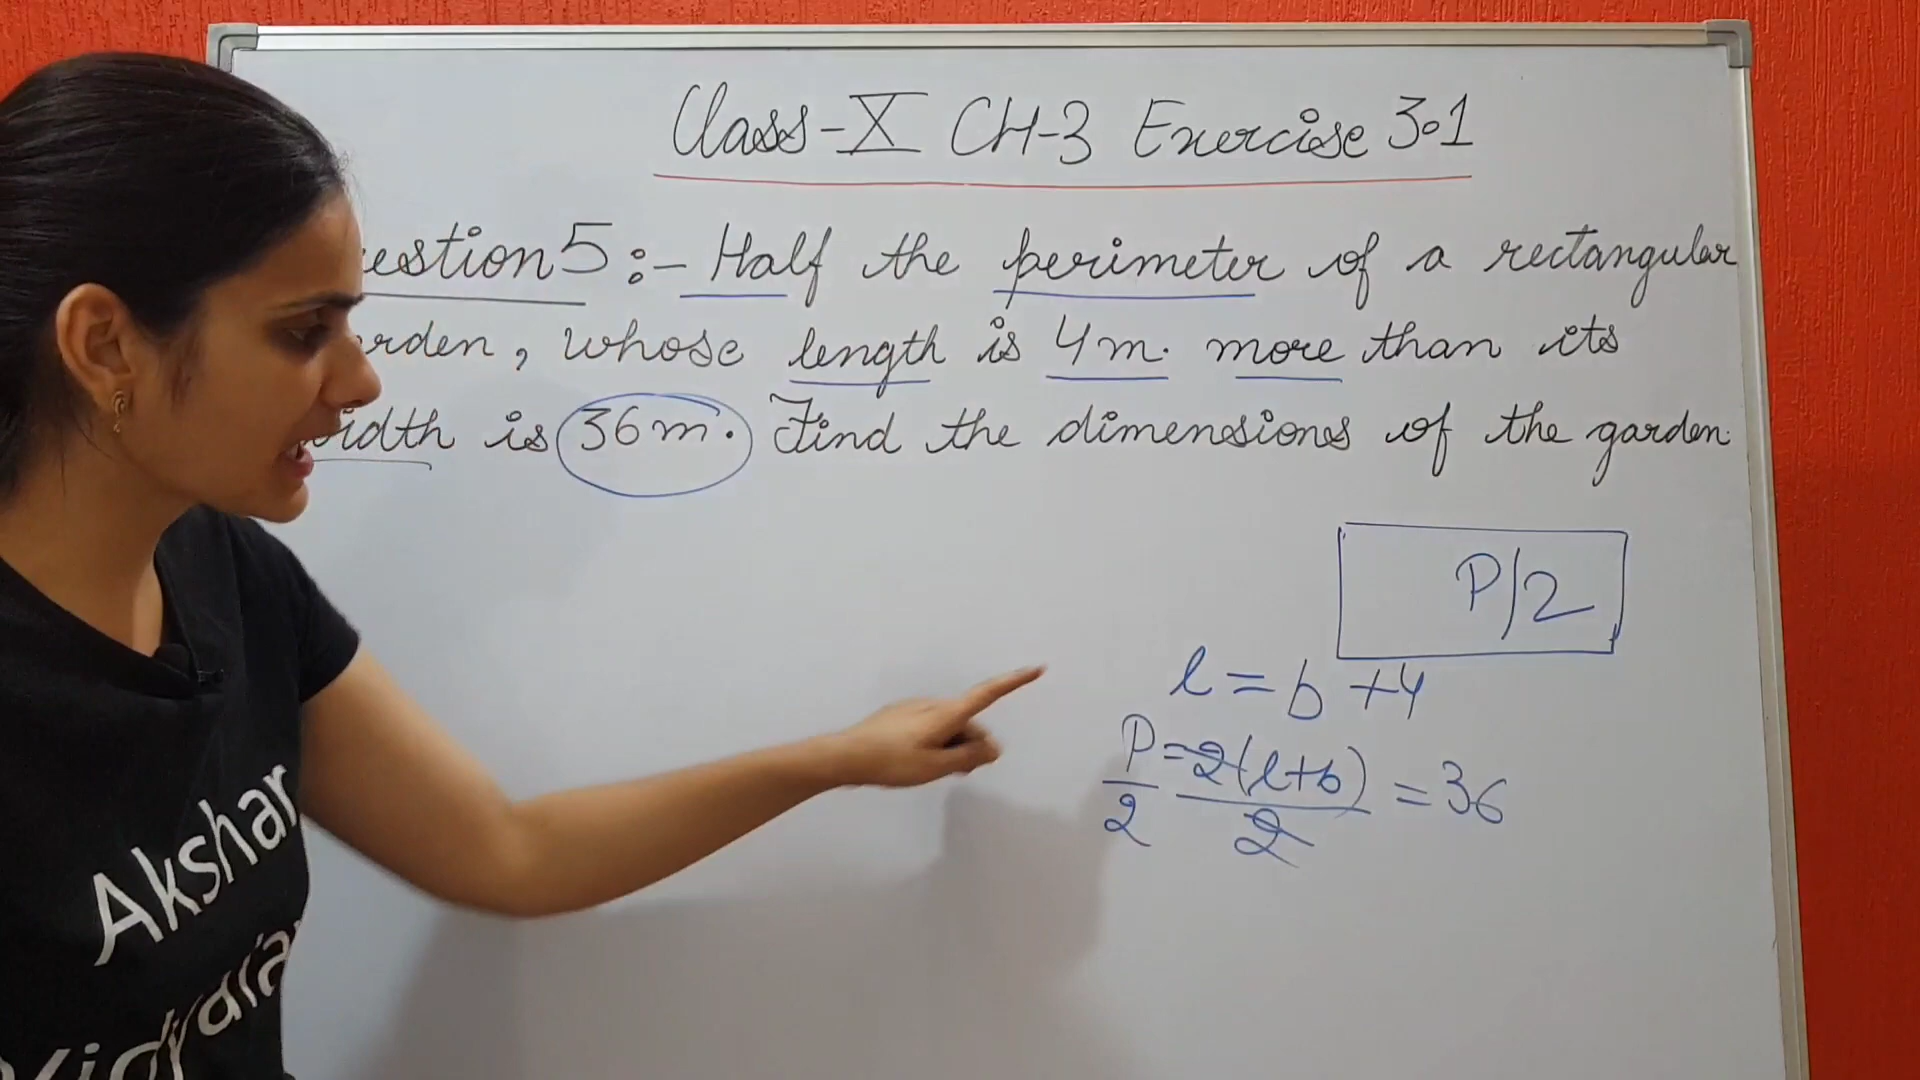 Class-X CH-3 Exercise 3.1
estion 5:- Half the perimeter of a rectangular
rden, whose length is 4m. more than its
width is 36m. Find the dimensions of the garden.
P/2
l = b + 4
P/2 = 2(l+b)/2 = 36
Akshar